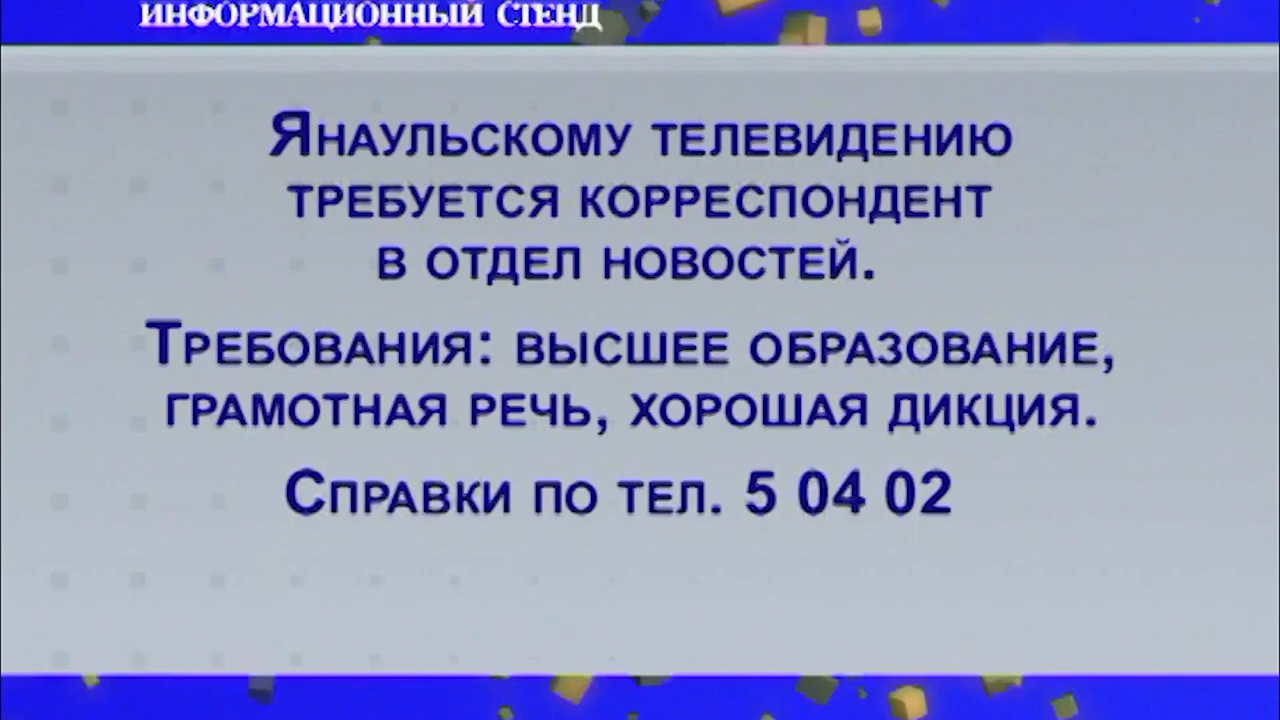 ИНФОРМАЦИОННЫЙ СТЕНД
Янаульскому телевидению
требуется корреспондент
в отдел новостей.
Требования: высшее образование,
грамотная речь, хорошая дикция.
Справки по тел. 5 04 02